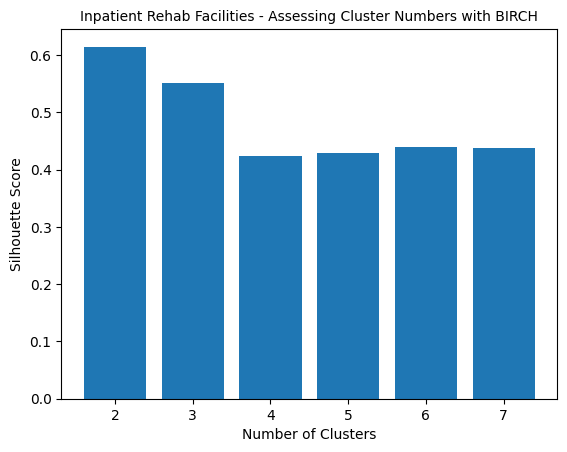 Inpatient Rehab Facilities - Assessing Cluster Numbers with BIRCH
0.6
0.5
0.4
0.3
0.2
0.1
0.0
Silhouette Score
2 3 4 5 6 7
Number of Clusters